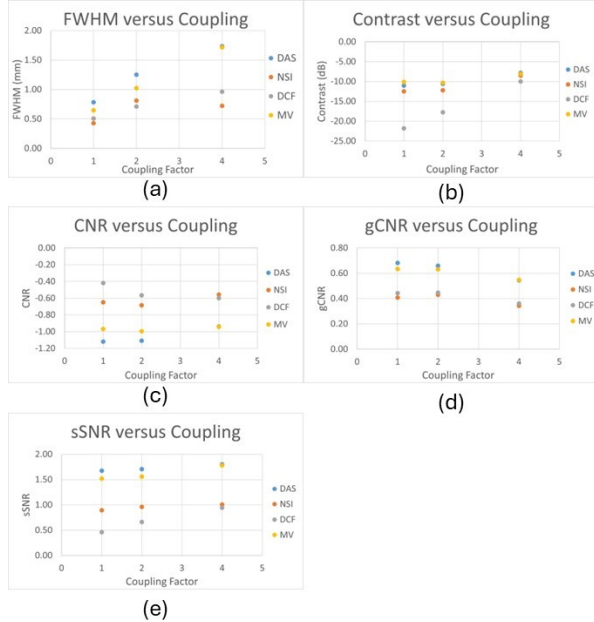 FWHM versus Coupling
2.00
1.50
1.00
0.50
0.00
FWHM (mm)
0 1 2 3 4 5
Coupling Factor
DAS
NSI
DCF
MV
(a)
Contrast versus Coupling
0.00
-5.00
-10.00
-15.00
-20.00
-25.00
Contrast (dB)
0 1 2 3 4 5
Coupling Factor
DAS
NSI
DCF
MV
(b)
CNR versus Coupling
0.00
-0.20
-0.40
-0.60
-0.80
-1.00
-1.20
CNR
0 1 2 3 4 5
Coupling Factor
DAS
NSI
DCF
MV
(c)
gCNR versus Coupling
0.80
0.60
0.40
0.20
0.00
gCNR
0 1 2 3 4 5
Coupling Factor
DAS
NSI
DCF
MV
(d)
sSNR versus Coupling
2.00
1.50
1.00
0.50
0.00
sSNR
0 1 2 3 4 5
Coupling Factor
DAS
NSI
DCF
MV
(e)